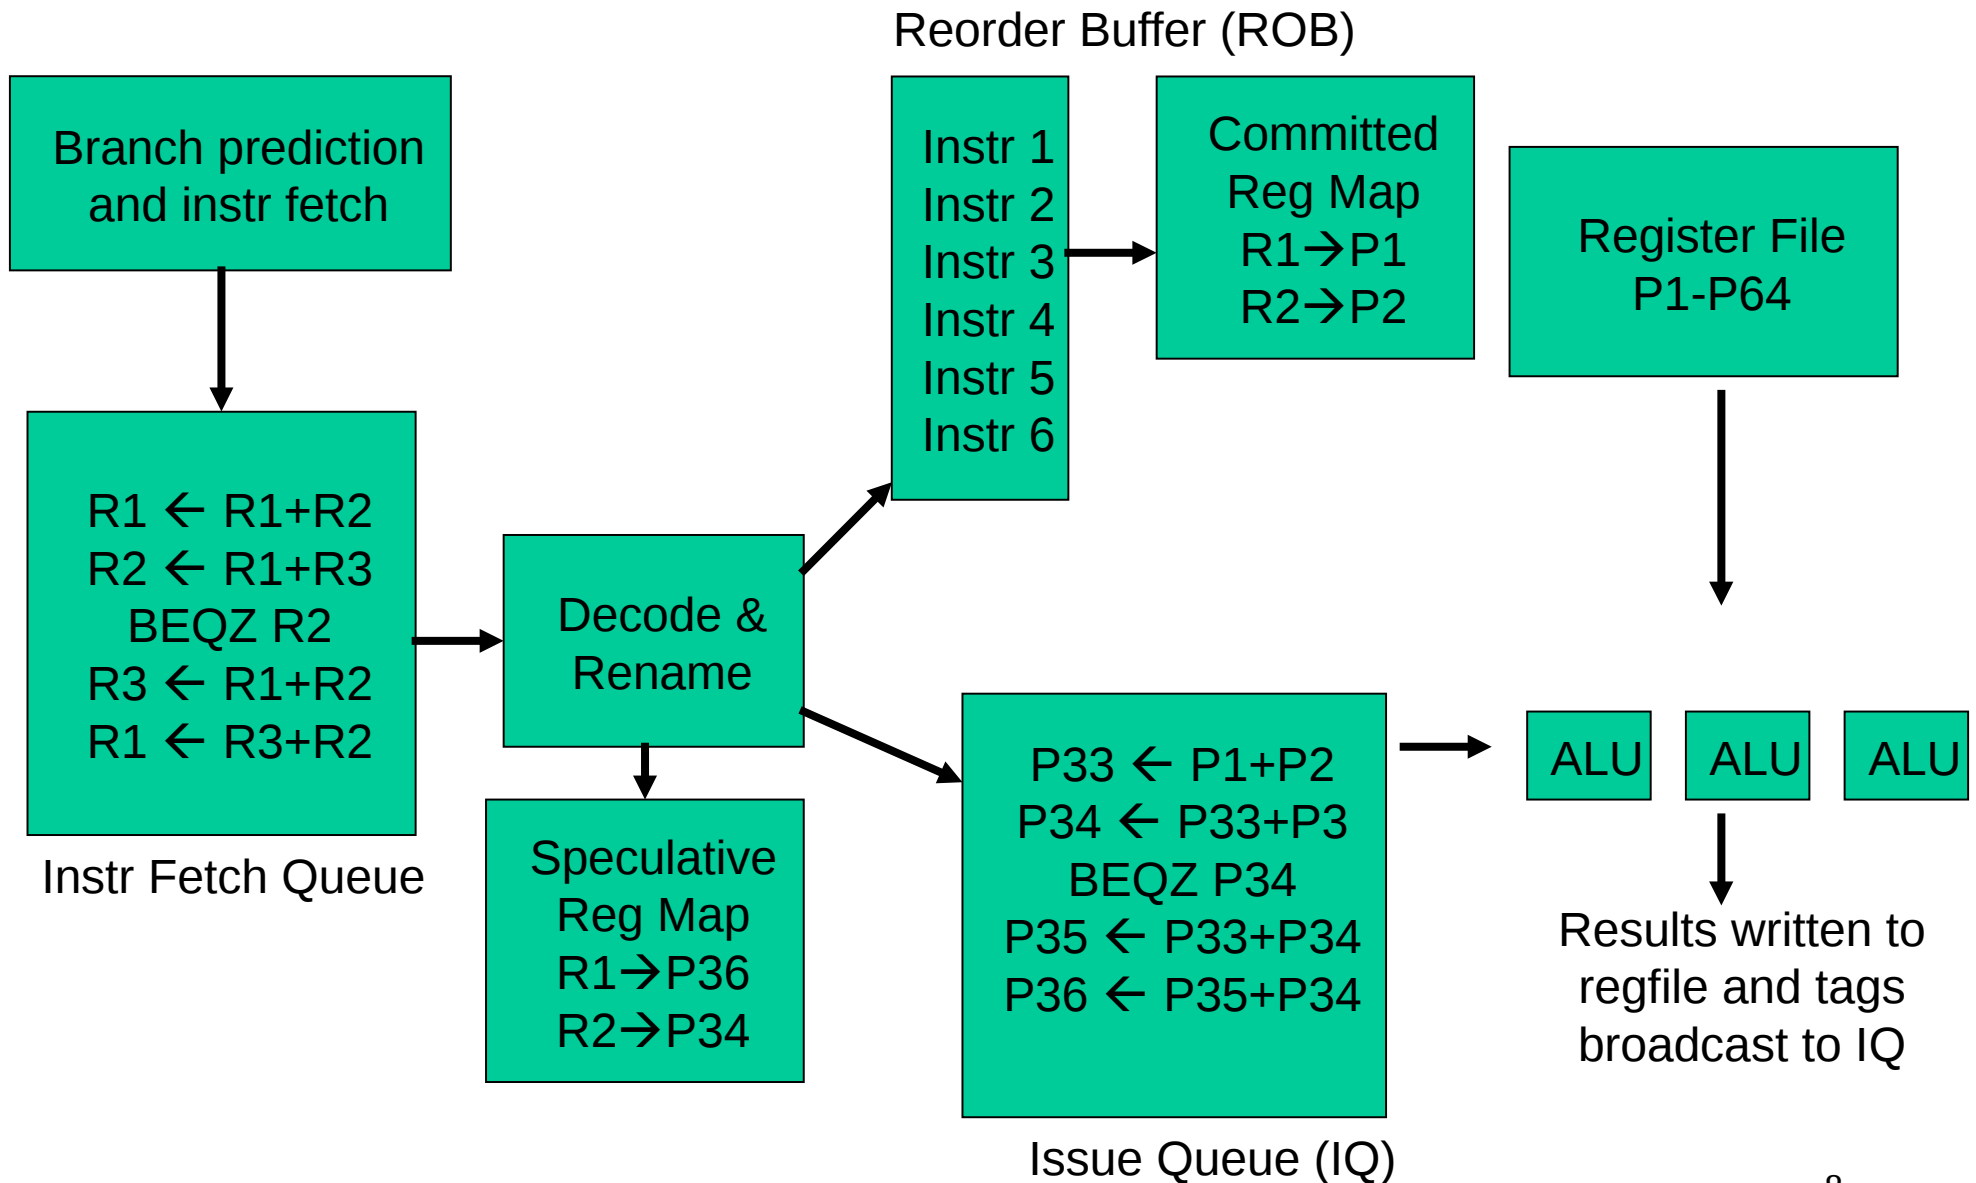 Reorder Buffer (ROB)
Branch prediction
and instr fetch
Instr 1
Instr 2
Instr 3
Instr 4
Instr 5
Instr 6
Committed
Reg Map
R1→P1
R2→P2
Register File
P1-P64
R1 ← R1+R2
R2 ← R1+R3
BEQZ R2
R3 ← R1+R2
R1 ← R3+R2
Instr Fetch Queue
Decode &
Rename
Speculative
Reg Map
R1→P36
R2→P34
P33 ← P1+P2
P34 ← P33+P3
BEQZ P34
P35 ← P33+P34
P36 ← P35+P34
Issue Queue (IQ)
ALU
ALU
ALU
Results written to
regfile and tags
broadcast to IQ